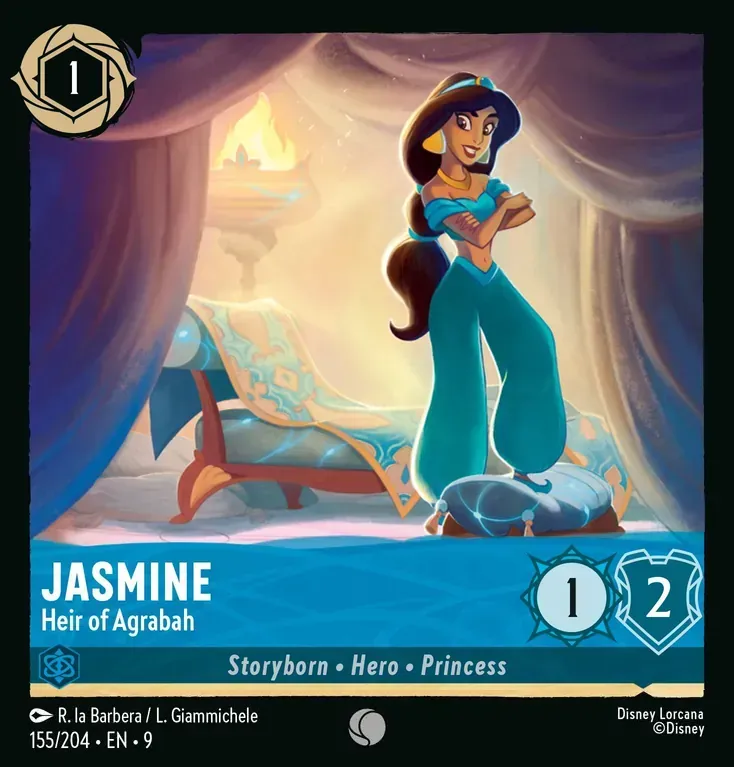 1
JASMINE
Heir of Agrabah
1
2
Storyborn • Hero • Princess
R. la Barbera / L. Giammichele
155/204 • EN • 9
Disney Lorcana
©Disney